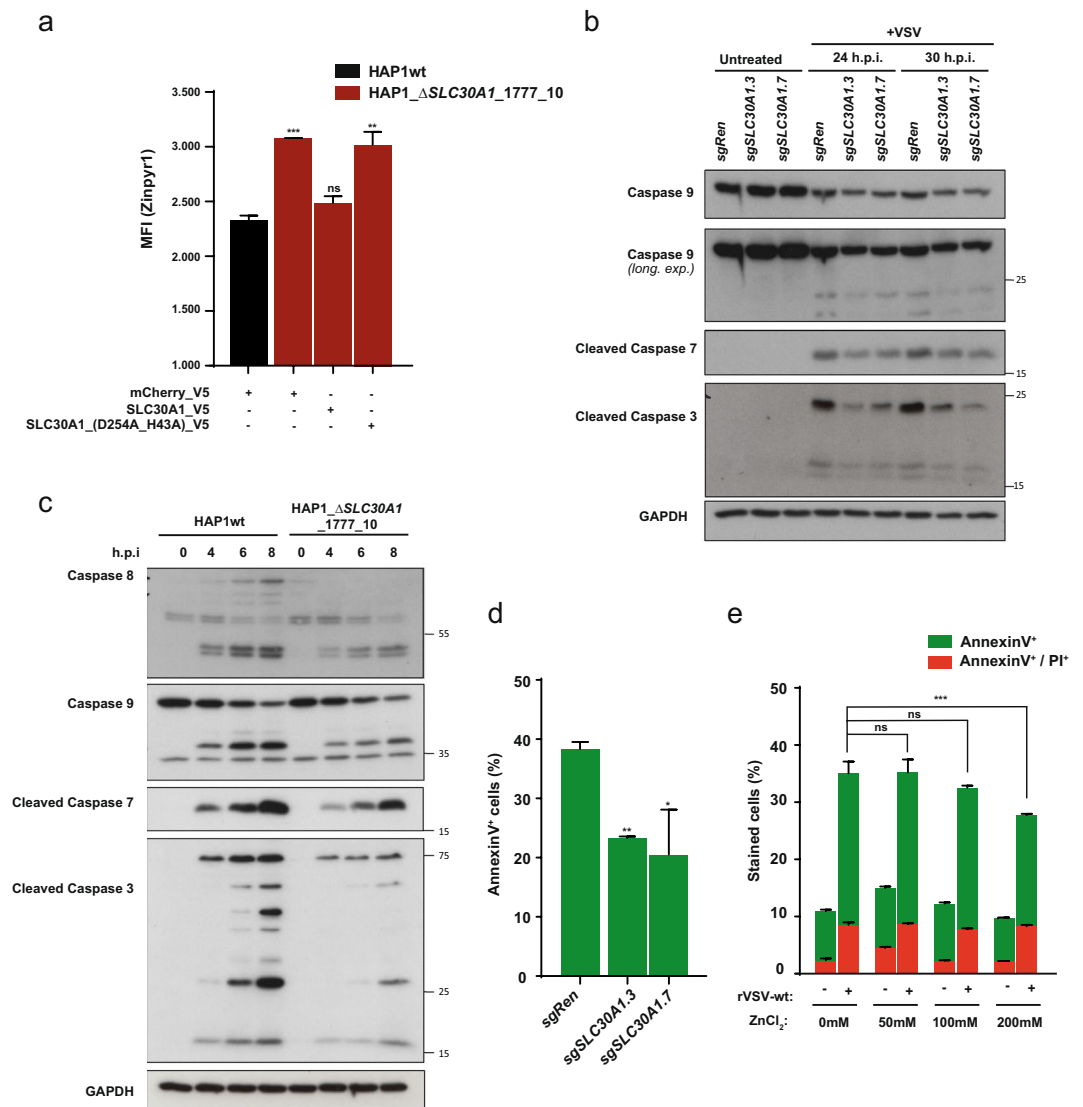 a
HAP1wt
HAP1_ΔSLC30A1_1777_10
MFI (Zinpyr1)
3.500
3.000
2.500
2.000
1.500
1.000
***
ns
**
mCherry_V5 + + - -
SLC30A1_V5 - - + -
SLC30A1_(D254A_H43A)_V5 - - - +
b
+VSV
Untreated 24 h.p.i. 30 h.p.i.
sgRen sgSLC30A1.3 sgSLC30A1.7 sgRen sgSLC30A1.3 sgSLC30A1.7 sgRen sgSLC30A1.3 sgSLC30A1.7
Caspase 9
Caspase 9
(long. exp.)
25
Cleaved Caspase 7
15
Cleaved Caspase 3
25
15
GAPDH
c
HAP1wt
HAP1_ΔSLC30A1
_1777_10
h.p.i 0 4 6 8 0 4 6 8
Caspase 8
55
Caspase 9
35
Cleaved Caspase 7
15
75
Cleaved Caspase 3
25
15
GAPDH
d
AnnexinV⁺ cells (%)
50
40
30
20
10
0
**
*
sgRen
sgSLC30A1.3
sgSLC30A1.7
e
AnnexinV⁺
AnnexinV⁺ / PI⁺
Stained cells (%)
50
40
30
20
10
0
***
ns
ns
rVSV-wt: - + - + - + - +
ZnCl₂: 0mM 50mM 100mM 200mM